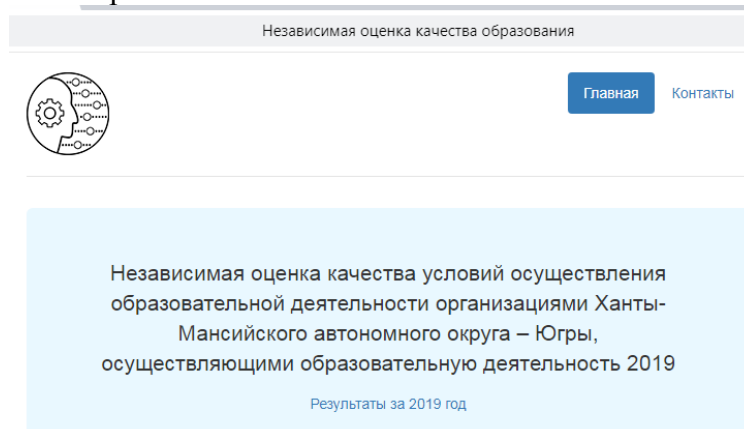 Независимая оценка качества образования
Главная
Контакты
Независимая оценка качества условий осуществления
образовательной деятельности организациями Ханты-
Мансийского автономного округа – Югры,
осуществляющими образовательную деятельность 2019
Результаты за 2019 год